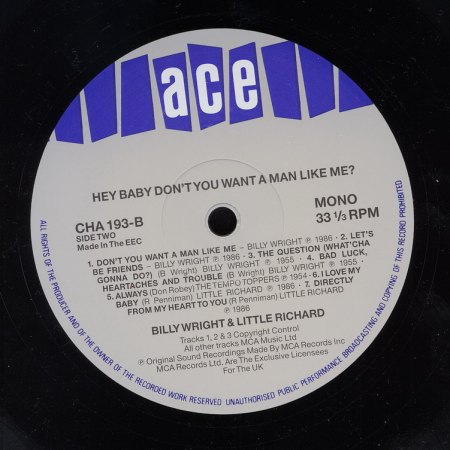 ace
HEY BABY DON'T YOU WANT A MAN LIKE ME?
CHA 193-B
SIDE TWO
Made In The EEC
MONO
33 1/3 RPM
1. DON'T YOU WANT A MAN LIKE ME – BILLY WRIGHT ℗ 1986 · 2. LET'S
BE FRIENDS – BILLY WRIGHT ℗ 1986 · 3. THE QUESTION (WHAT'CHA
GONNA DO?) (B Wright) BILLY WRIGHT ℗ 1955 · 4. BAD LUCK,
HEARTACHES AND TROUBLE (B Wright) BILLY WRIGHT ℗ 1955 ·
5. ALWAYS (Don Robey) THE TEMPO TOPPERS ℗ 1954 · 6. I LOVE MY
BABY (R Penniman) LITTLE RICHARD ℗ 1986 · 7. DIRECTLY
FROM MY HEART TO YOU (R Penniman) LITTLE RICHARD
℗ 1986
BILLY WRIGHT & LITTLE RICHARD
Tracks 1, 2 & 3 Copyright Control
All other tracks MCA Music Ltd
℗ Original Sound Recordings Made By MCA Records Inc
MCA Records Ltd. Are The Exclusive Licensees
For The UK
ALL RIGHTS OF THE PRODUCER AND OF THE OWNER OF THE RECORDED WORK RESERVED UNAUTHORISED PUBLIC PERFORMANCE BROADCASTING AND COPYING OF THIS RECORD PROHIBITED